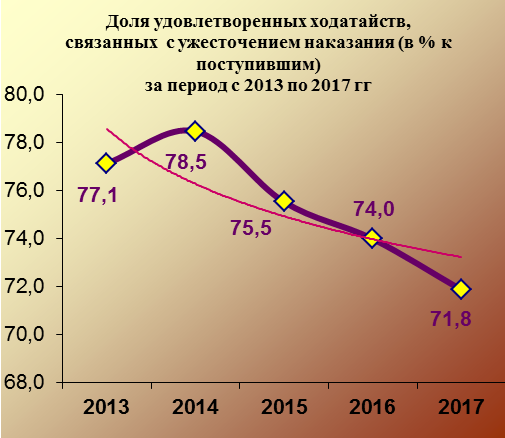 Доля удовлетворенных ходатайств,
связанных с ужесточением наказания (в % к
поступившим)
за период с 2013 по 2017 гг
80,0
78,0
76,0
74,0
72,0
70,0
68,0
77,1
78,5
75,5
74,0
71,8
2013 2014 2015 2016 2017